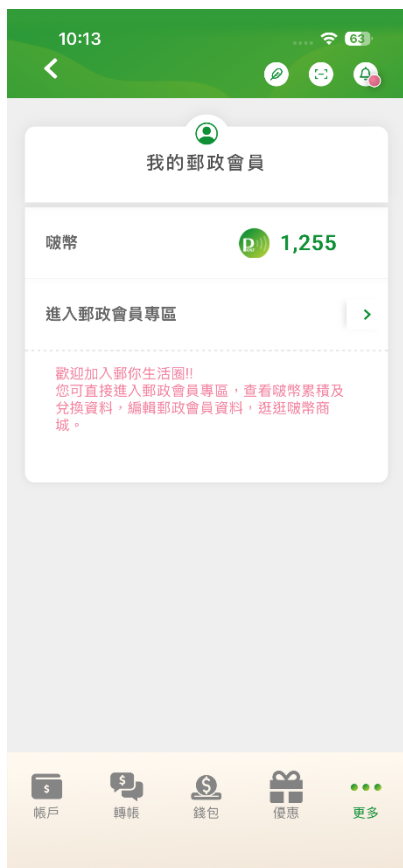 10:13
63
我的郵政會員
啵幣
1,255
進入郵政會員專區
歡迎加入郵你生活圈!!
您可直接進入郵政會員專區，查看啵幣累積及
兌換資料，編輯郵政會員資料，逛逛啵幣商
城。
帳戶
轉帳
錢包
優惠
更多